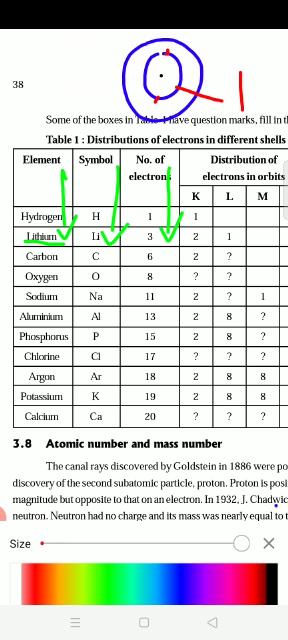 38
Some of the boxes in Table 1 have question marks, fill in th
Table 1 : Distributions of electrons in different shells
Element Symbol No. of electrons Distribution of electrons in orbits
K L M
Hydrogen H 1 1
Lithium Li 3 2 1
Carbon C 6 2 ?
Oxygen O 8 ? ?
Sodium Na 11 2 ? 1
Aluminium Al 13 2 8 ?
Phosphorus P 15 2 8 ?
Chlorine Cl 17 ? ? ?
Argon Ar 18 2 8 8
Potassium K 19 2 8 8
Calcium Ca 20 ? ? ?
3.8 Atomic number and mass number
The canal rays discovered by Goldstein in 1886 were po
discovery of the second subatomic particle, proton. Proton is posi
magnitude but opposite to that on an electron. In 1932, J. Chadwic
neutron. Neutron had no charge and its mass was nearly equal to t
Size